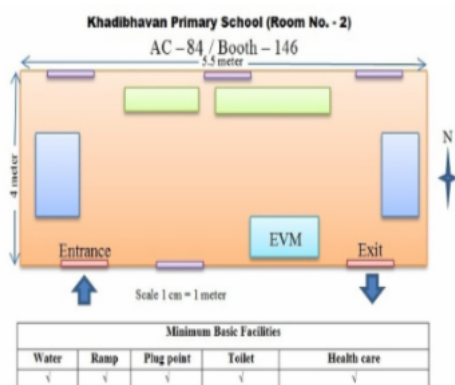 Khadibhavan Primary School (Room No. - 2)
AC – 84 / Booth – 146
5.5 meter
4 meter
N
EVM
Entrance
Exit
Scale 1 cm = 1 meter
Minimum Basic Facilities
Water Ramp Plug point Toilet Health care
√ √ √ √ √